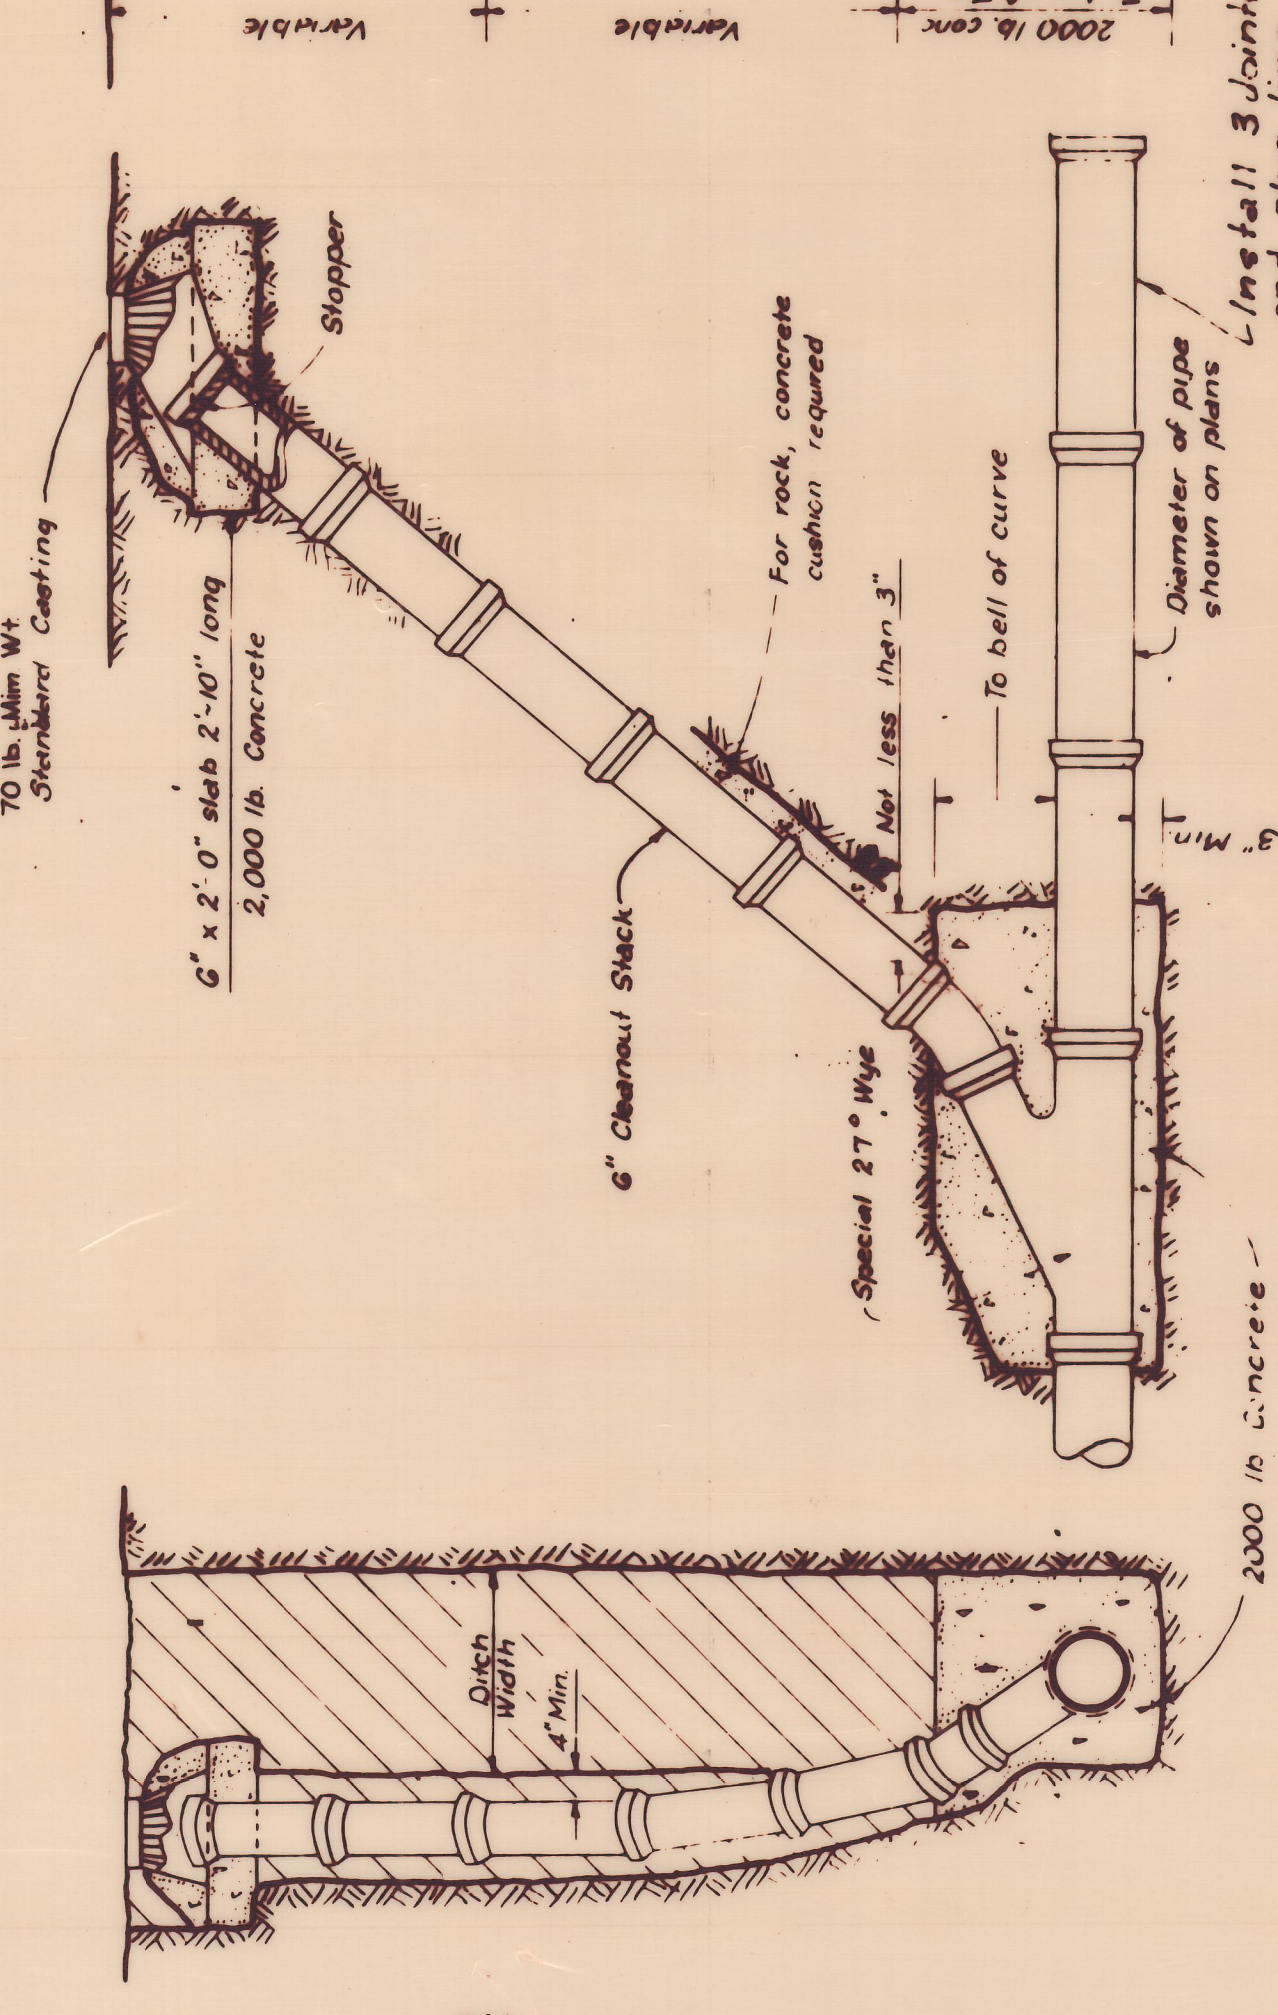 Variable
Variable
2000 lb. conc
70 lb. Mim Wt.
Standard Casting
Stopper
6" x 2'-0" slab 2'-10" long
2,000 lb. Concrete
For rock, concrete
cushion required
Not less than 3"
To bell of curve
Install 3 Joint
Diameter of pipe
shown on plans
3" Min
6" Cleanout Stack
Special 27° Wye
2000 lb Concrete
Ditch
Width
4" Min.